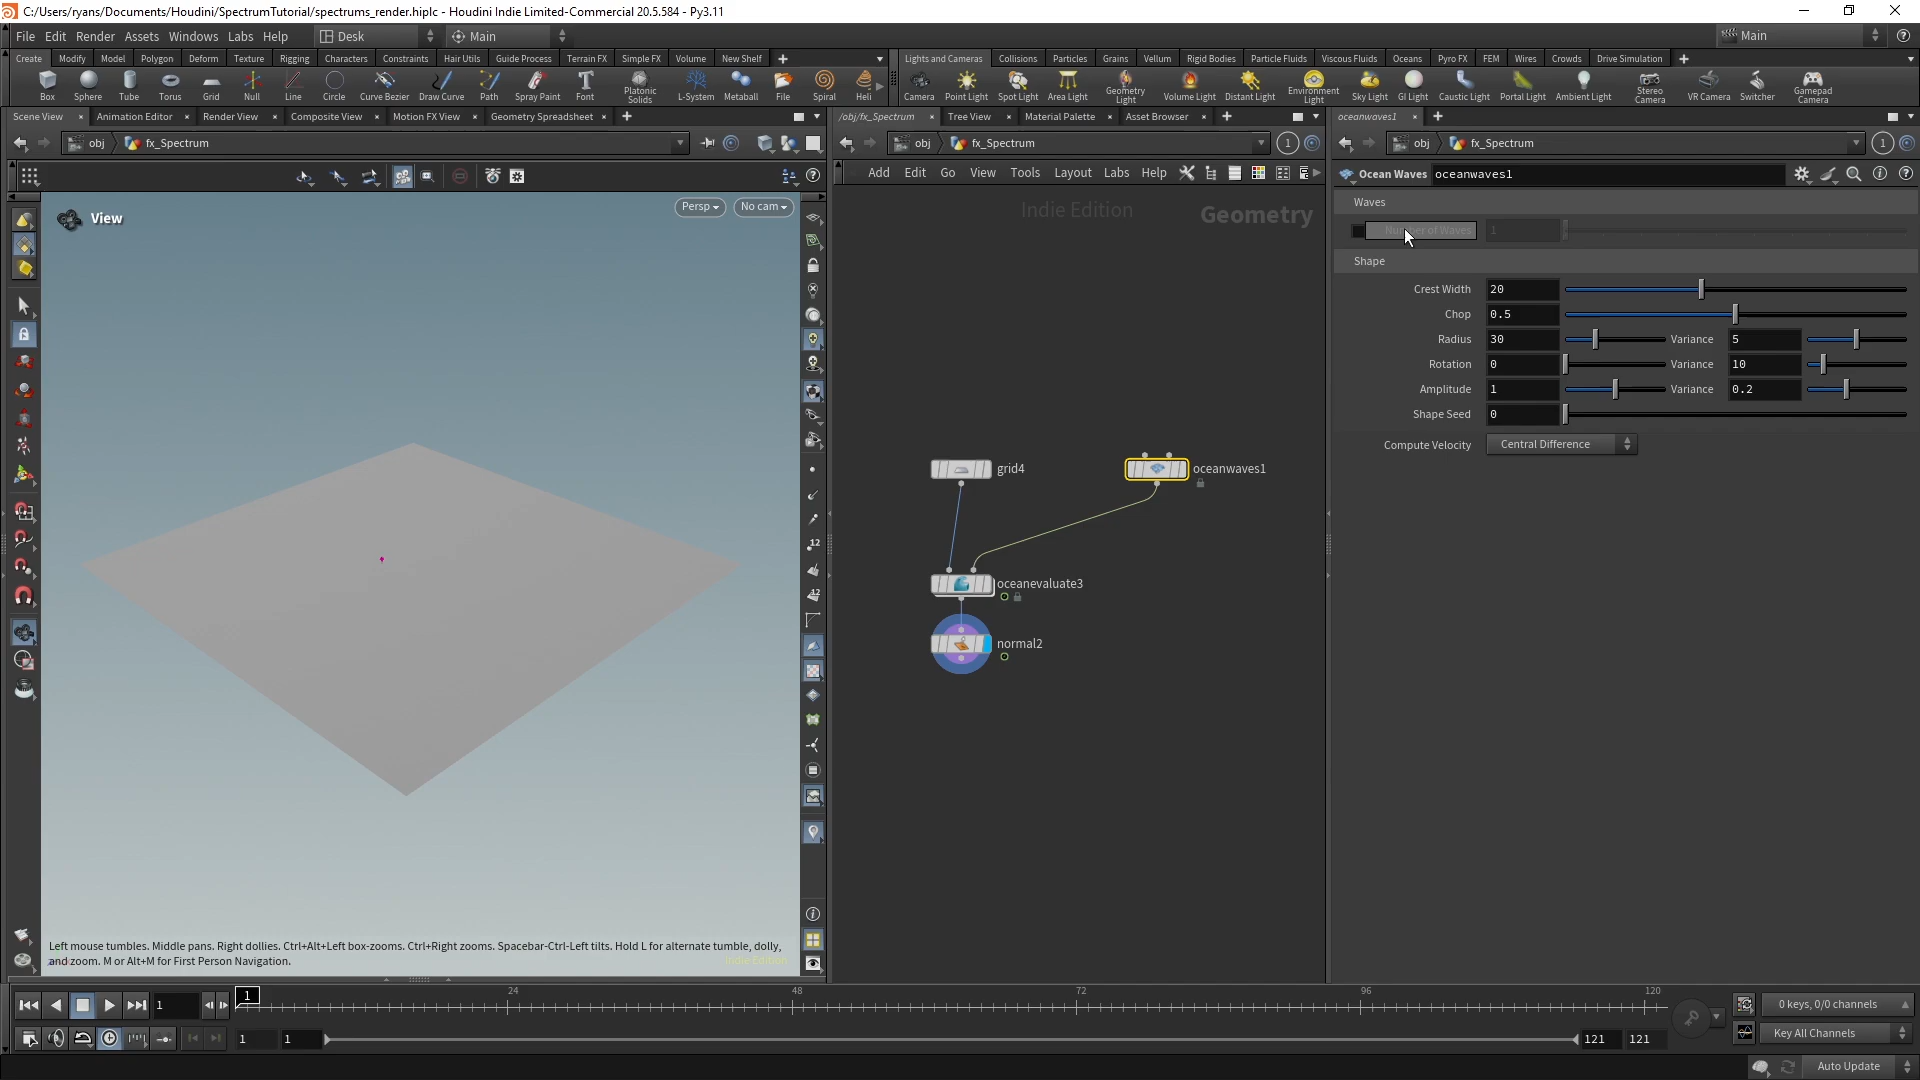 C:/Users/ryans/Documents/Houdini/SpectrumTutorial/spectrums_render.hiplc - Houdini Indie Limited-Commercial 20.5.584 - Py3.11
File Edit Render Assets Windows Labs Help Desk Main Main
Create Modify Model Polygon Deform Texture Rigging Characters Constraints Hair Utils Guide Process Terrain FX Simple FX Volume New Shelf
Lights and Cameras Collisions Particles Grains Vellum Rigid Bodies Particle Fluids Viscous Fluids Oceans Pyro FX FEM Wires Crowds Drive Simulation
Box Sphere Tube Torus Grid Null Line Circle Curve Bezier Draw Curve Path Spray Paint Font Platonic Solids L-System Metaball File Spiral Heli
Camera Point Light Spot Light Area Light Geometry Light Volume Light Distant Light Environment Light Sky Light GI Light Caustic Light Portal Light Ambient Light Stereo Camera VR Camera Switcher Gamepad Camera
Scene View Animation Editor Render View Composite View Motion FX View Geometry Spreadsheet
/obj/fx_Spectrum Tree View Material Palette Asset Browser
oceanwaves1
obj fx_Spectrum
obj fx_Spectrum 1
obj fx_Spectrum 1
Add Edit Go View Tools Layout Labs Help
Ocean Waves oceanwaves1
View
Persp No cam
Indie Edition Geometry
Waves
Number of Waves 1
Shape
Crest Width 20
Chop 0.5
Radius 30 Variance 5
Rotation 0 Variance 10
Amplitude 1 Variance 0.2
Shape Seed 0
Compute Velocity Central Difference
grid4
oceanwaves1
oceanevaluate3
normal2
12
12
Left mouse tumbles. Middle pans. Right dollies. Ctrl+Alt+Left box-zooms. Ctrl+Right zooms. Spacebar-Ctrl-Left tilts. Hold L for alternate tumble, dolly,
and zoom. M or Alt+M for First Person Navigation.
Indie Edition
1 1 24 48 72 96 120
0 keys, 0/0 channels
1 1 121 121
Key All Channels
Auto Update